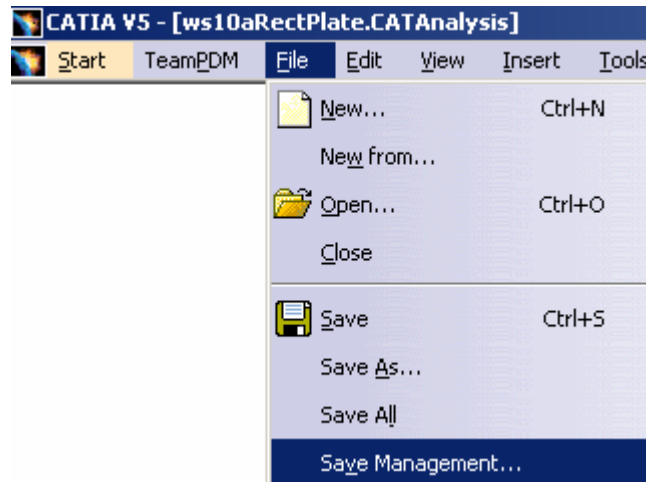 CATIA V5 - [ws10aRectPlate.CATAnalysis]
Start TeamPDM File Edit View Insert Tools
New... Ctrl+N
New from...
Open... Ctrl+O
Close
Save Ctrl+S
Save As...
Save All
Save Management...